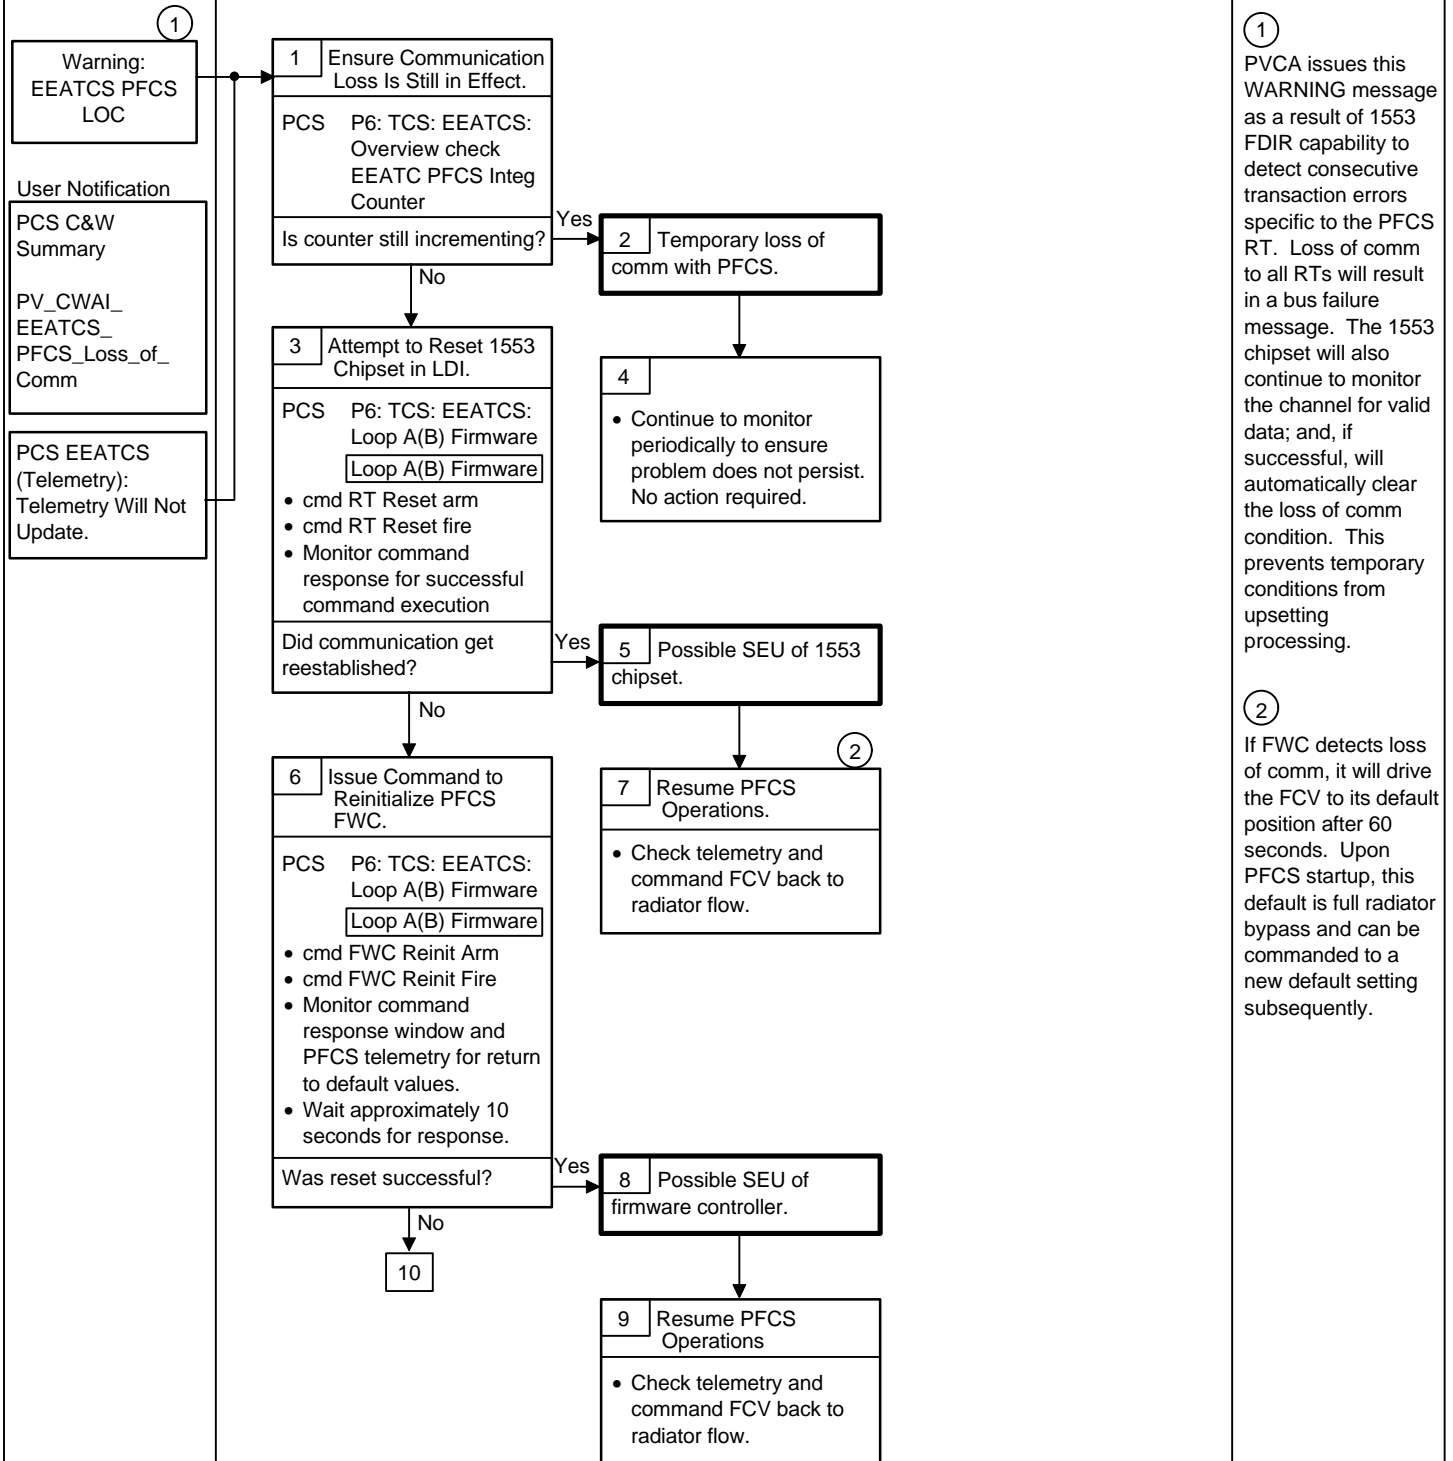 1
Warning:
EEATCS PFCS
LOC
User Notification
PCS C&W
Summary
PV_CWAI_
EEATCS_
PFCS_Loss_of_
Comm
PCS EEATCS
(Telemetry):
Telemetry Will Not
Update.
1 Ensure Communication
Loss Is Still in Effect.
PCS P6: TCS: EEATCS:
Overview check
EEATC PFCS Integ
Counter
Is counter still incrementing?
Yes
No
2 Temporary loss of
comm with PFCS.
3 Attempt to Reset 1553
Chipset in LDI.
PCS P6: TCS: EEATCS:
Loop A(B) Firmware
Loop A(B) Firmware
• cmd RT Reset arm
• cmd RT Reset fire
• Monitor command
response for successful
command execution
Did communication get
reestablished?
Yes
No
4
• Continue to monitor
periodically to ensure
problem does not persist.
No action required.
5 Possible SEU of 1553
chipset.
6 Issue Command to
Reinitialize PFCS
FWC.
PCS P6: TCS: EEATCS:
Loop A(B) Firmware
Loop A(B) Firmware
• cmd FWC Reinit Arm
• cmd FWC Reinit Fire
• Monitor command
response window and
PFCS telemetry for return
to default values.
• Wait approximately 10
seconds for response.
Was reset successful?
Yes
No
10
2
7 Resume PFCS
Operations.
• Check telemetry and
command FCV back to
radiator flow.
8 Possible SEU of
firmware controller.
9 Resume PFCS
Operations
• Check telemetry and
command FCV back to
radiator flow.
1
PVCA issues this
WARNING message
as a result of 1553
FDIR capability to
detect consecutive
transaction errors
specific to the PFCS
RT. Loss of comm
to all RTs will result
in a bus failure
message. The 1553
chipset will also
continue to monitor
the channel for valid
data; and, if
successful, will
automatically clear
the loss of comm
condition. This
prevents temporary
conditions from
upsetting
processing.
2
If FWC detects loss
of comm, it will drive
the FCV to its default
position after 60
seconds. Upon
PFCS startup, this
default is full radiator
bypass and can be
commanded to a
new default setting
subsequently.